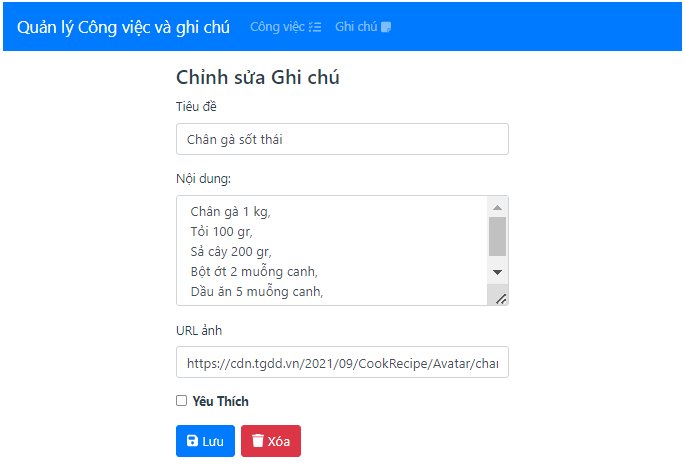 Quản lý Công việc và ghi chú Công việc Ghi chú
Chỉnh sửa Ghi chú
Tiêu đề
Chân gà sốt thái
Nội dung:
Chân gà 1 kg,
Tỏi 100 gr,
Sả cây 200 gr,
Bột ớt 2 muỗng canh,
Dầu ăn 5 muỗng canh,
URL ảnh
https://cdn.tgdd.vn/2021/09/CookRecipe/Avatar/chan
Yêu Thích
Lưu Xóa